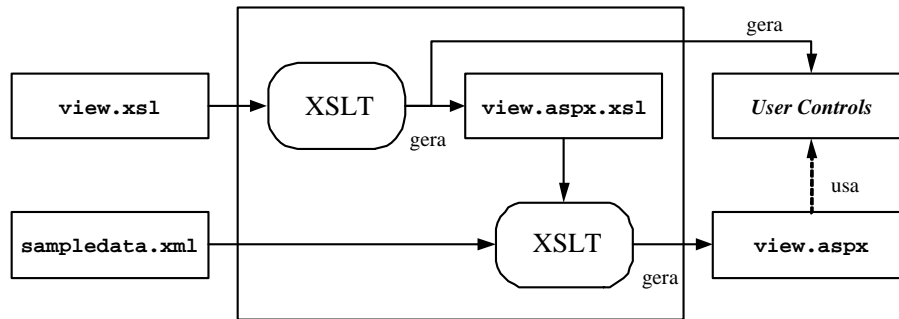 gera
view.xsl
XSLT
view.aspx.xsl
User Controls
gera
usa
sampledata.xml
XSLT
view.aspx
gera